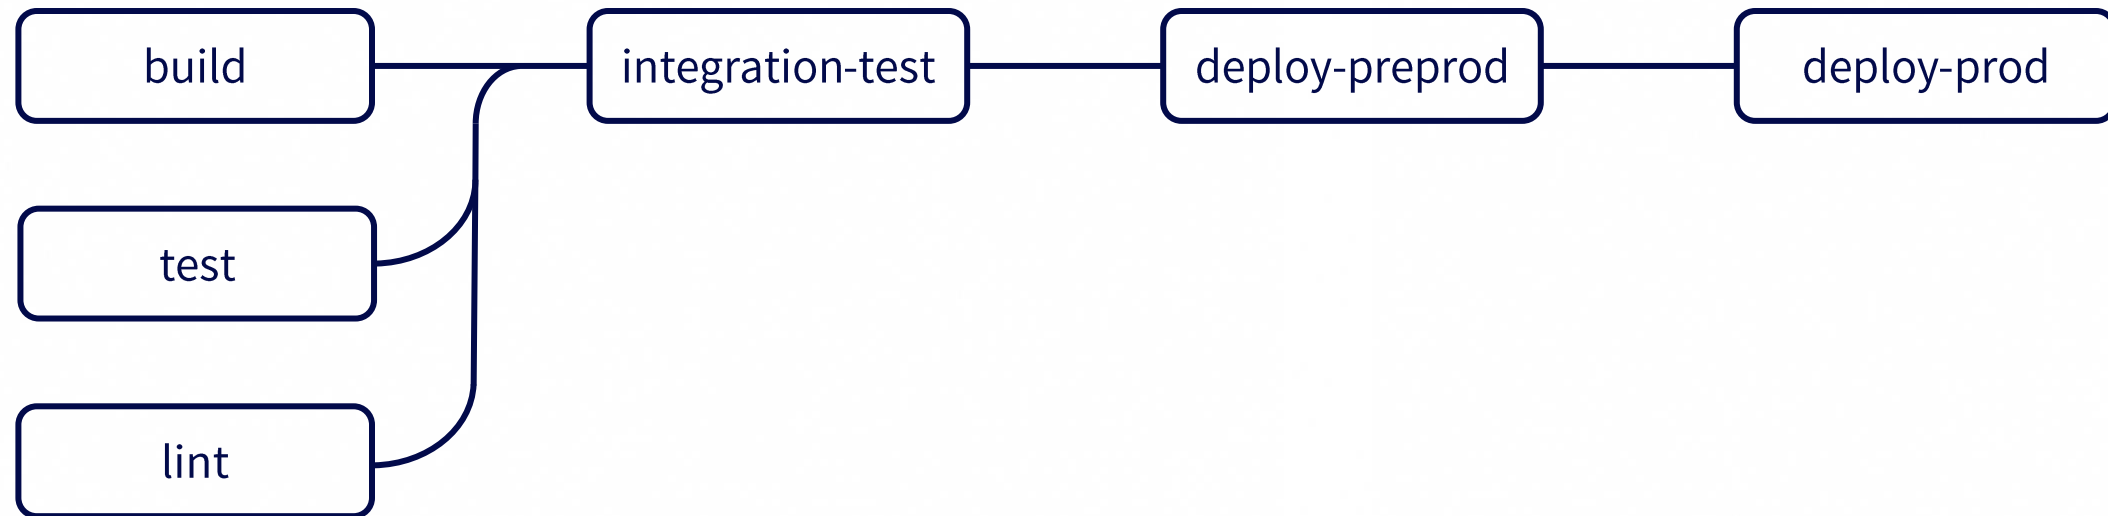 build
integration-test
deploy-preprod
deploy-prod
test
lint